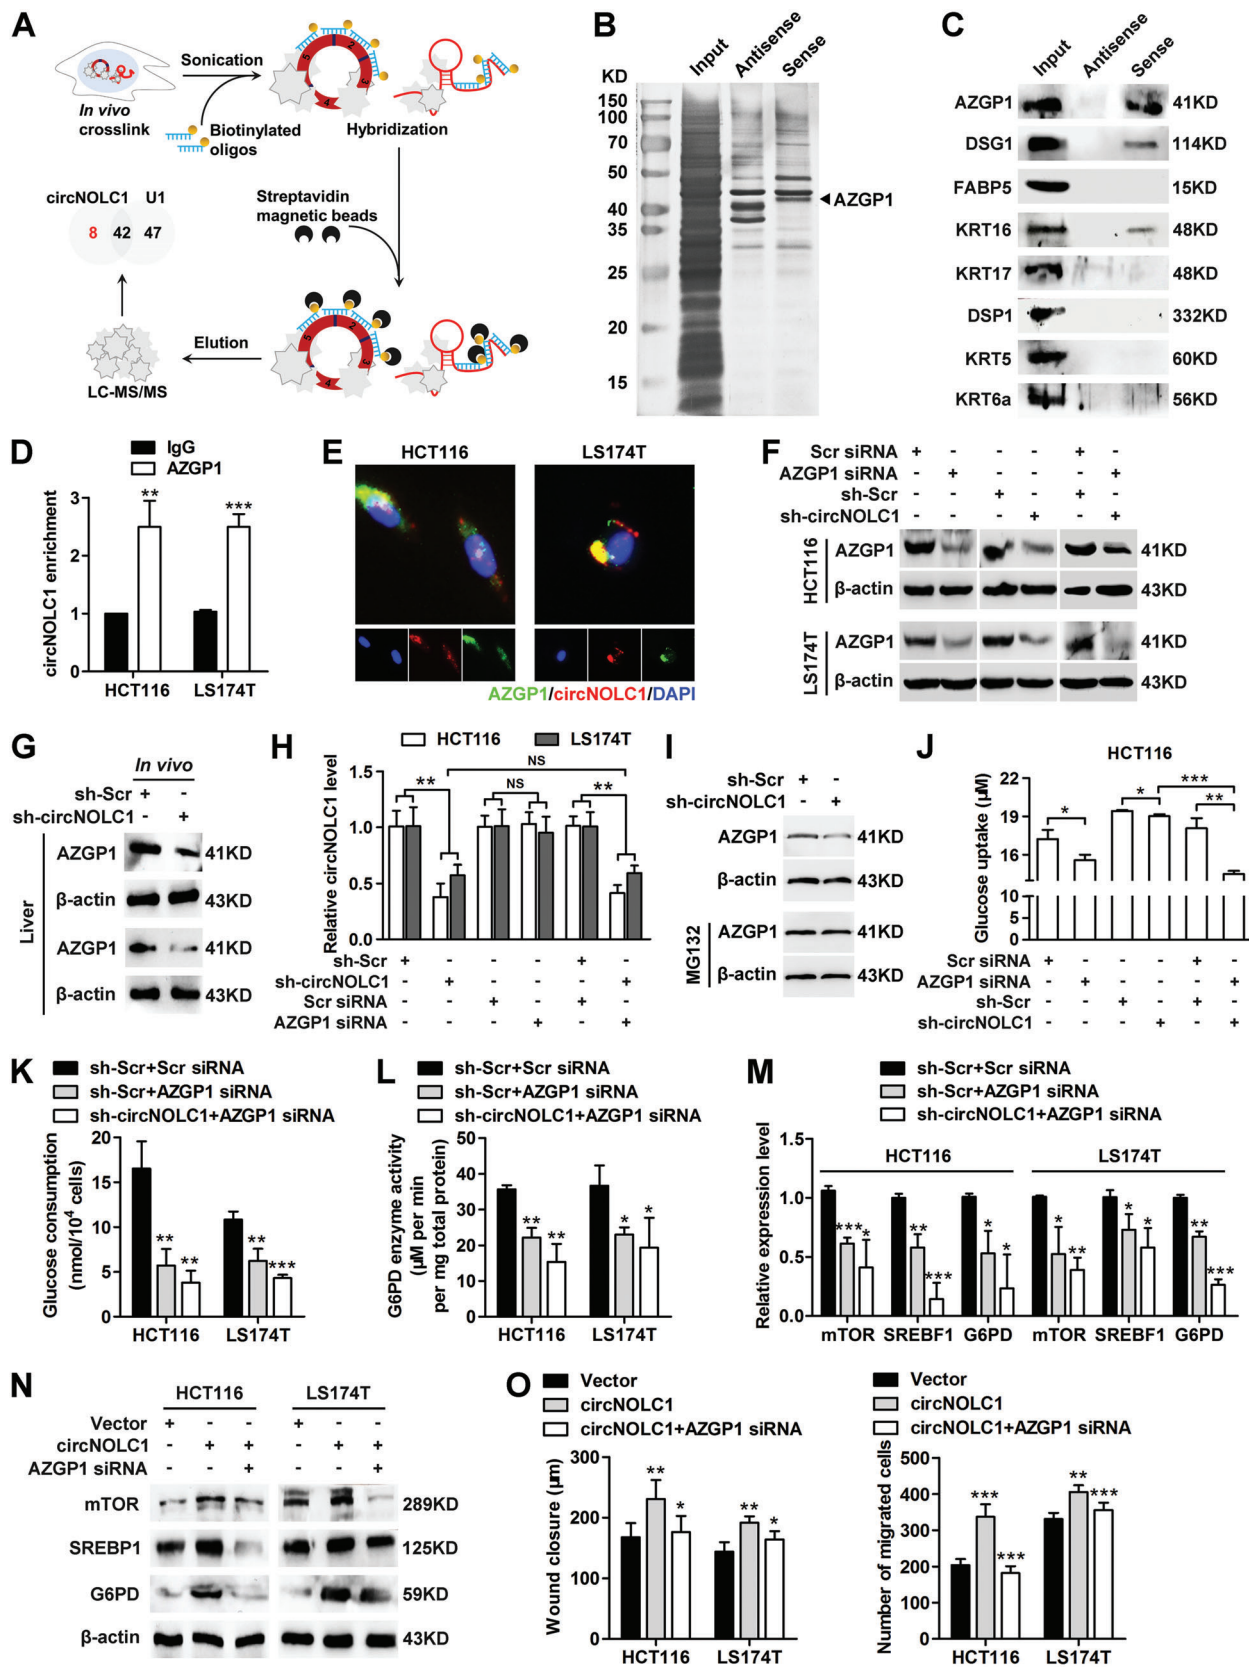 A
Sonication
In vivo
crosslink
Biotinylated
oligos
Hybridization
5 2 3 4
circNOLC1 U1
8 42 47
Streptavidin
magnetic beads
Elution
LC-MS/MS
5 2 3 4
B
Input Antisense Sense
KD
150
100
70
50
40
35
25
20
15
AZGP1
C
Input Antisense Sense
AZGP1 41KD
DSG1 114KD
FABP5 15KD
KRT16 48KD
KRT17 48KD
DSP1 332KD
KRT5 60KD
KRT6a 56KD
D
IgG
AZGP1
circNOLC1 enrichment
3
2
1
0
** ***
HCT116 LS174T
E
HCT116 LS174T
AZGP1/circNOLC1/DAPI
F
Scr siRNA + - - - + -
AZGP1 siRNA - + - - - +
sh-Scr - - + - + -
sh-circNOLC1 - - - + - +
HCT116
AZGP1 41KD
β-actin 43KD
LS174T
AZGP1 41KD
β-actin 43KD
G
In vivo
sh-Scr + -
sh-circNOLC1 - +
Liver
AZGP1 41KD
β-actin 43KD
AZGP1 41KD
β-actin 43KD
H
HCT116 LS174T
Relative circNOLC1 level
1.5
1.0
0.5
0.0
NS
** NS **
sh-Scr + - - - + -
sh-circNOLC1 - + - - - +
Scr siRNA - - + - + -
AZGP1 siRNA - - - + - +
I
sh-Scr + -
sh-circNOLC1 - +
AZGP1 41KD
β-actin 43KD
MG132
AZGP1 41KD
β-actin 43KD
J
HCT116
Glucose uptake (μM)
22
19
16
10
5
0
***
* * **
Scr siRNA + - - - + -
AZGP1 siRNA - + - - - +
sh-Scr - - + - + -
sh-circNOLC1 - - - + - +
K
sh-Scr+Scr siRNA
sh-Scr+AZGP1 siRNA
sh-circNOLC1+AZGP1 siRNA
Glucose consumption
(nmol/10⁴ cells)
20
15
10
5
0
** ** ** ***
HCT116 LS174T
L
sh-Scr+Scr siRNA
sh-Scr+AZGP1 siRNA
sh-circNOLC1+AZGP1 siRNA
G6PD enzyme activity
(μM per min
per mg total protein)
50
40
30
20
10
0
** ** * *
HCT116 LS174T
M
sh-Scr+Scr siRNA
sh-Scr+AZGP1 siRNA
sh-circNOLC1+AZGP1 siRNA
Relative expression level
1.5
1.0
0.5
0.0
HCT116 LS174T
*** * ** *** * * * ** * * ** ***
mTOR SREBF1 G6PD mTOR SREBF1 G6PD
N
HCT116 LS174T
Vector + - - + - -
circNOLC1 - + + - + +
AZGP1 siRNA - - + - - +
mTOR 289KD
SREBP1 125KD
G6PD 59KD
β-actin 43KD
O
Vector
circNOLC1
circNOLC1+AZGP1 siRNA
Wound closure (μm)
300
200
100
0
** * ** *
HCT116 LS174T
Vector
circNOLC1
circNOLC1+AZGP1 siRNA
Number of migrated cells
500
400
300
200
100
0
*** *** ** ***
HCT116 LS174T